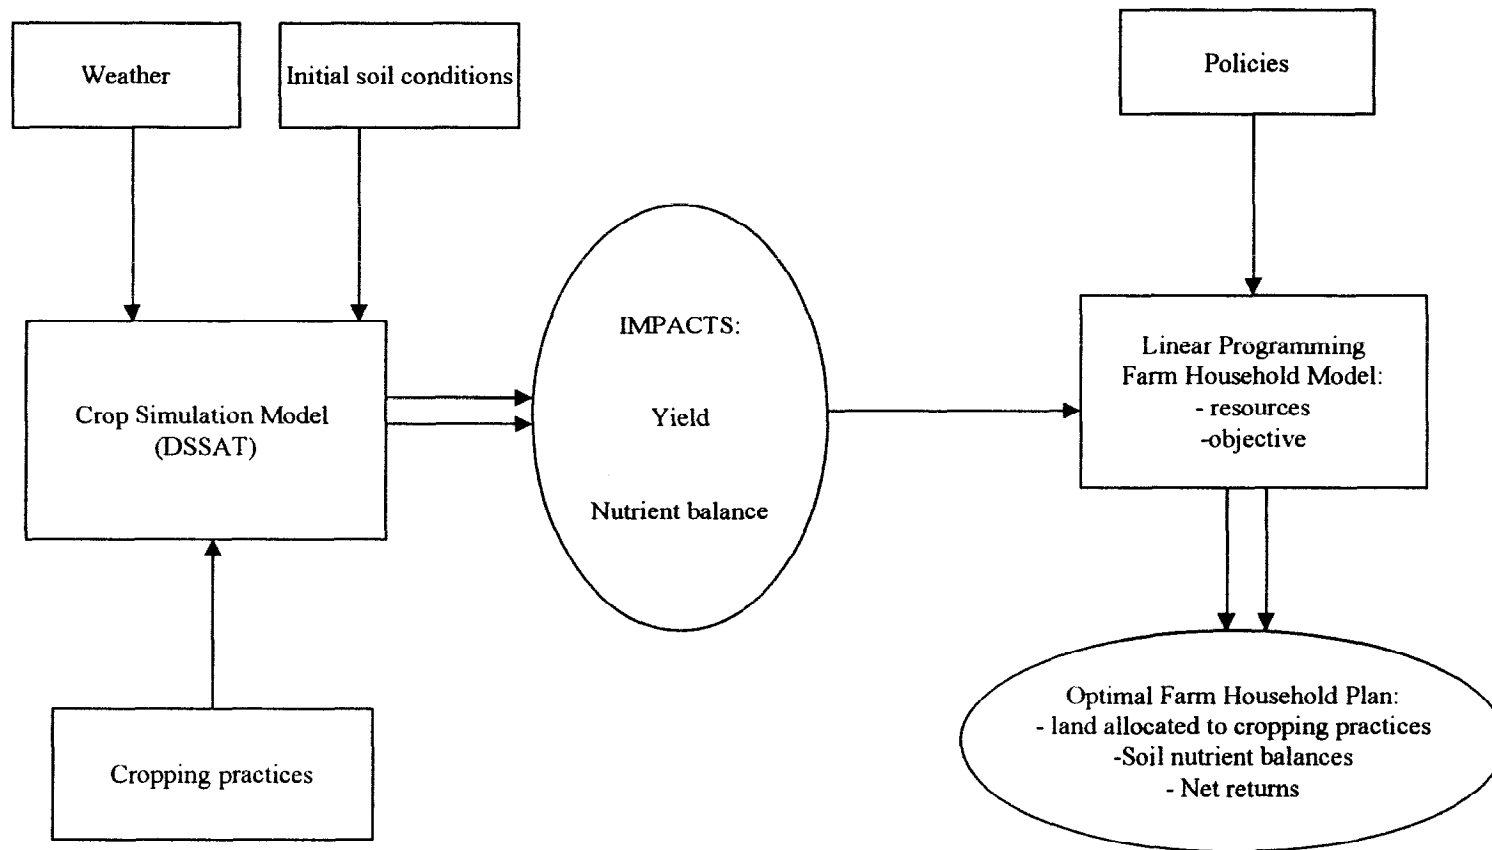 Weather
Initial soil conditions
Policies
IMPACTS:
Yield
Nutrient balance
Linear Programming
Farm Household Model:
- resources
-objective
Crop Simulation Model
(DSSAT)
Optimal Farm Household Plan:
- land allocated to cropping practices
-Soil nutrient balances
- Net returns
Cropping practices